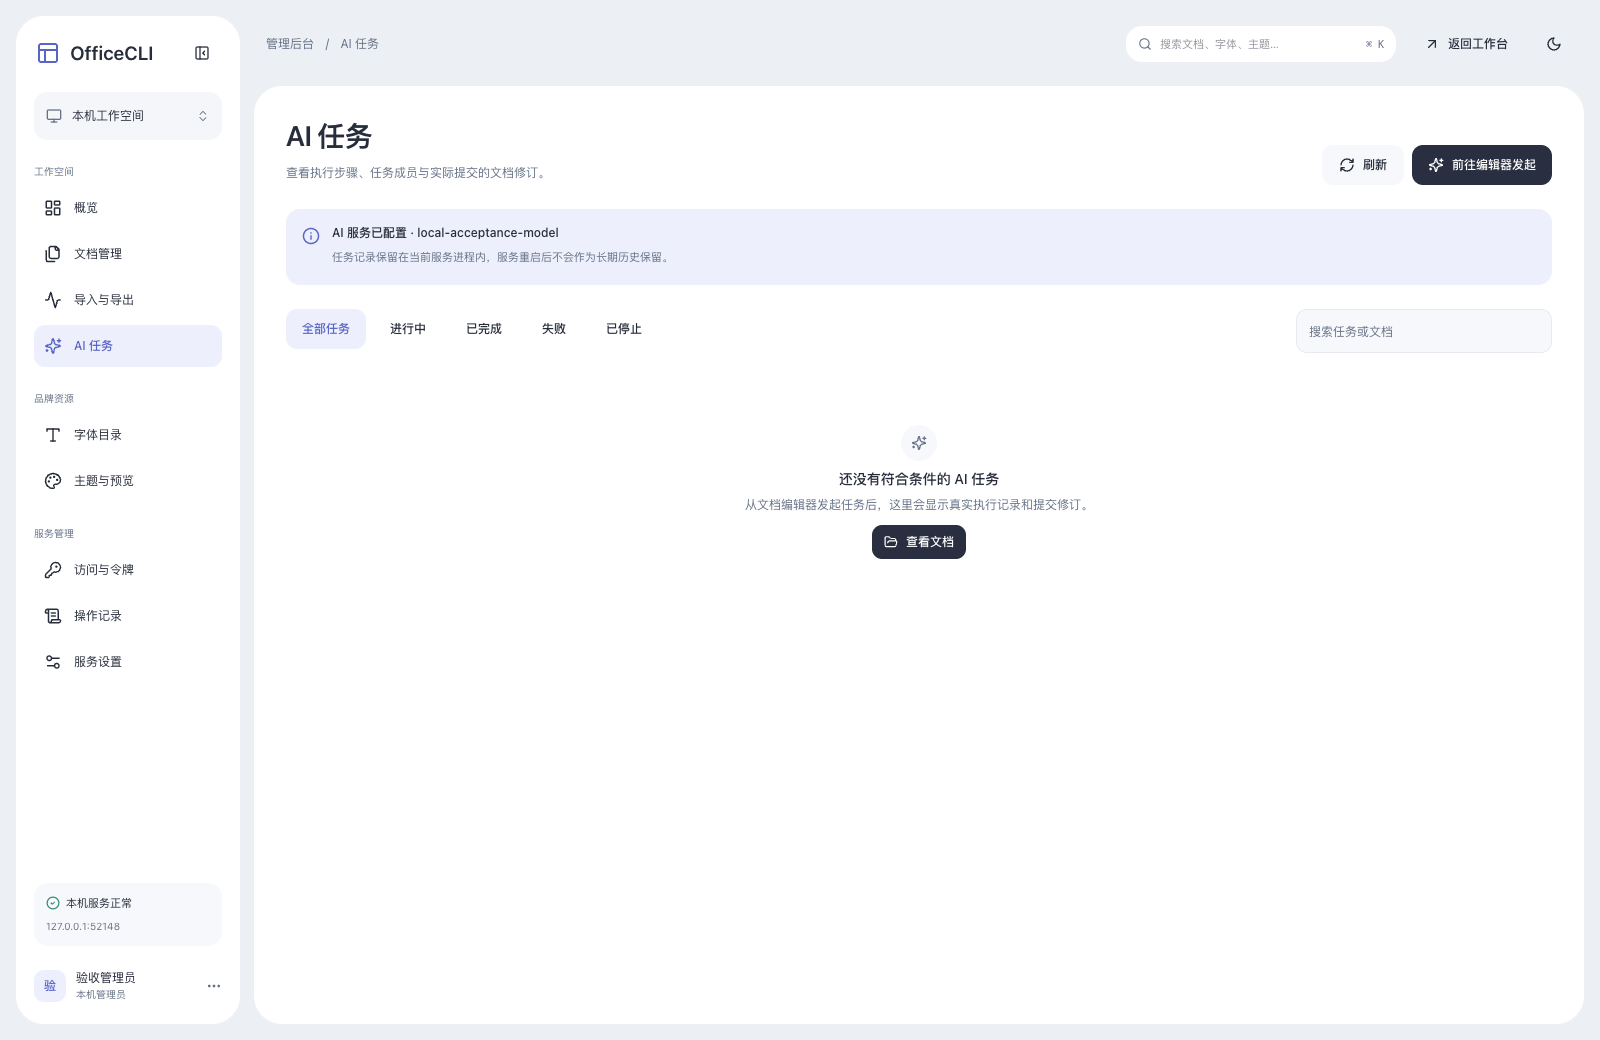 OfficeCLI
本机工作空间
工作空间
概览
文档管理
导入与导出
AI 任务
品牌资源
字体目录
主题与预览
服务管理
访问与令牌
操作记录
服务设置
本机服务正常
127.0.0.1:52148
验
验收管理员
本机管理员
管理后台 / AI 任务
搜索文档、字体、主题... ⌘ K
返回工作台
AI 任务
查看执行步骤、任务成员与实际提交的文档修订。
刷新
前往编辑器发起
AI 服务已配置 · local-acceptance-model
任务记录保留在当前服务进程内，服务重启后不会作为长期历史保留。
全部任务 进行中 已完成 失败 已停止
搜索任务或文档
还没有符合条件的 AI 任务
从文档编辑器发起任务后，这里会显示真实执行记录和提交修订。
查看文档